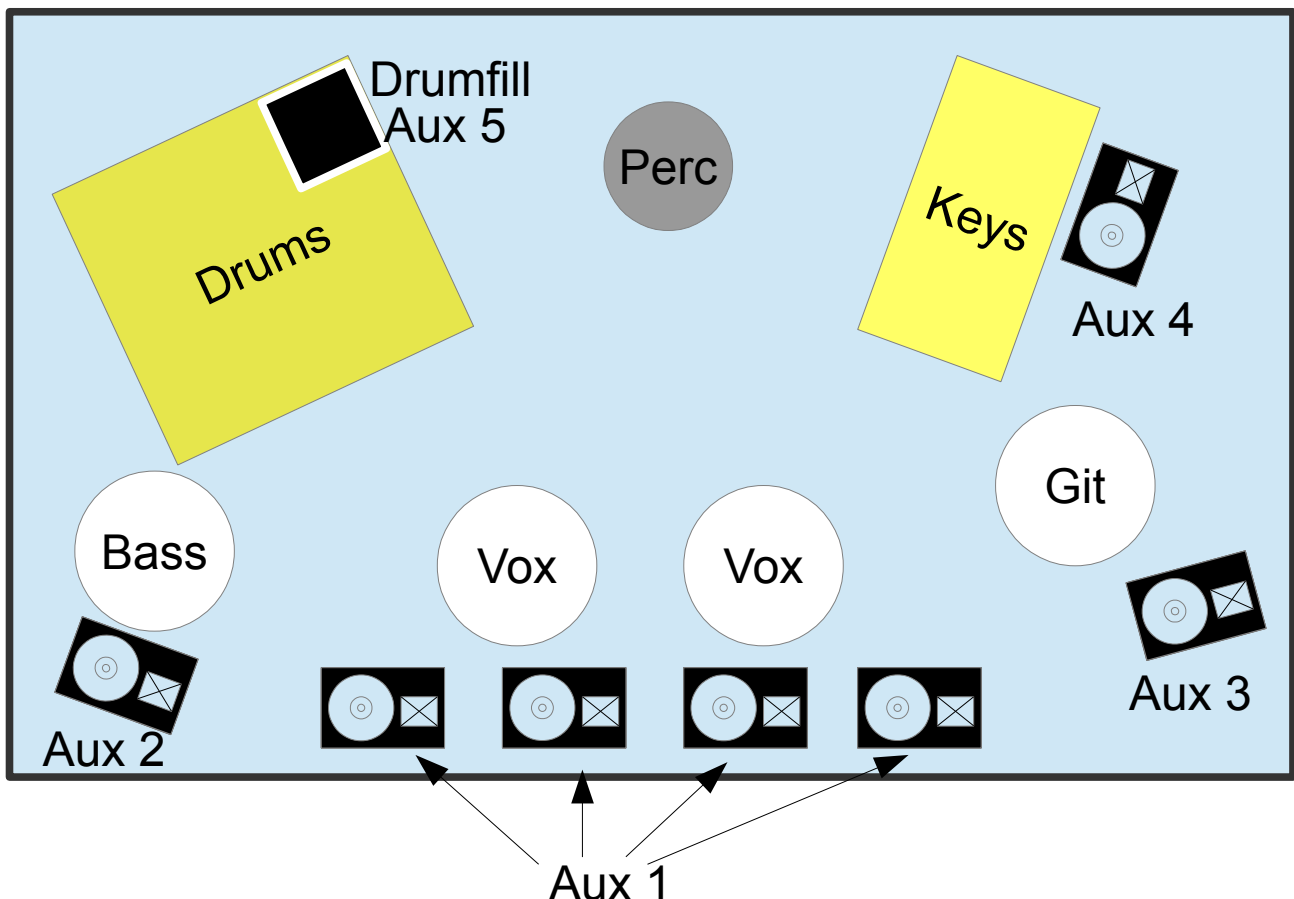 Drumfill
Aux 5
Perc
Keys
Drums
Aux 4
Git
Bass
Vox
Vox
Aux 3
Aux 2
Aux 1